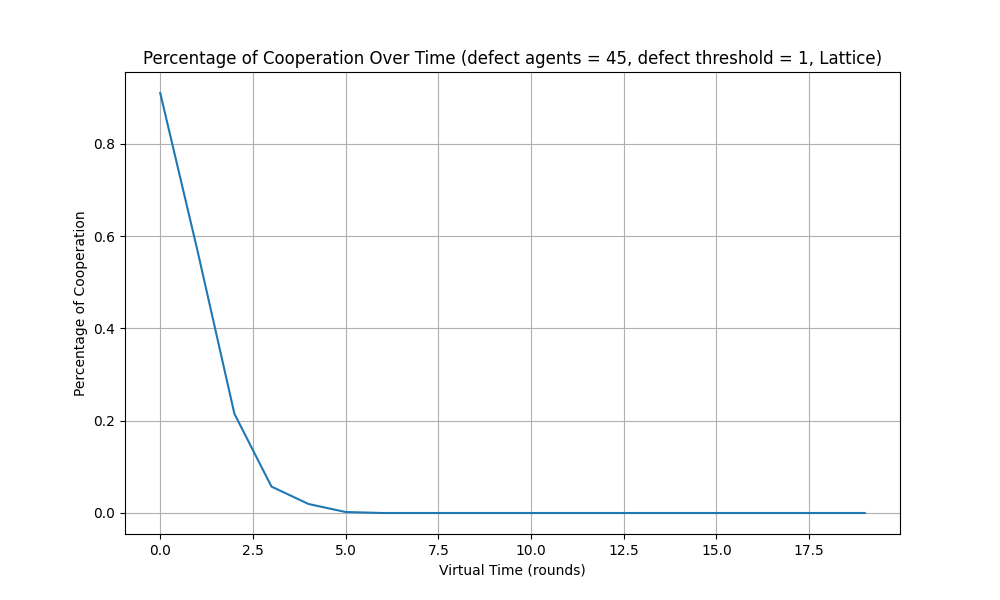 Percentage of Cooperation Over Time (defect agents = 45, defect threshold = 1, Lattice)
Percentage of Cooperation
0.8
0.6
0.4
0.2
0.0
0.0 2.5 5.0 7.5 10.0 12.5 15.0 17.5
Virtual Time (rounds)